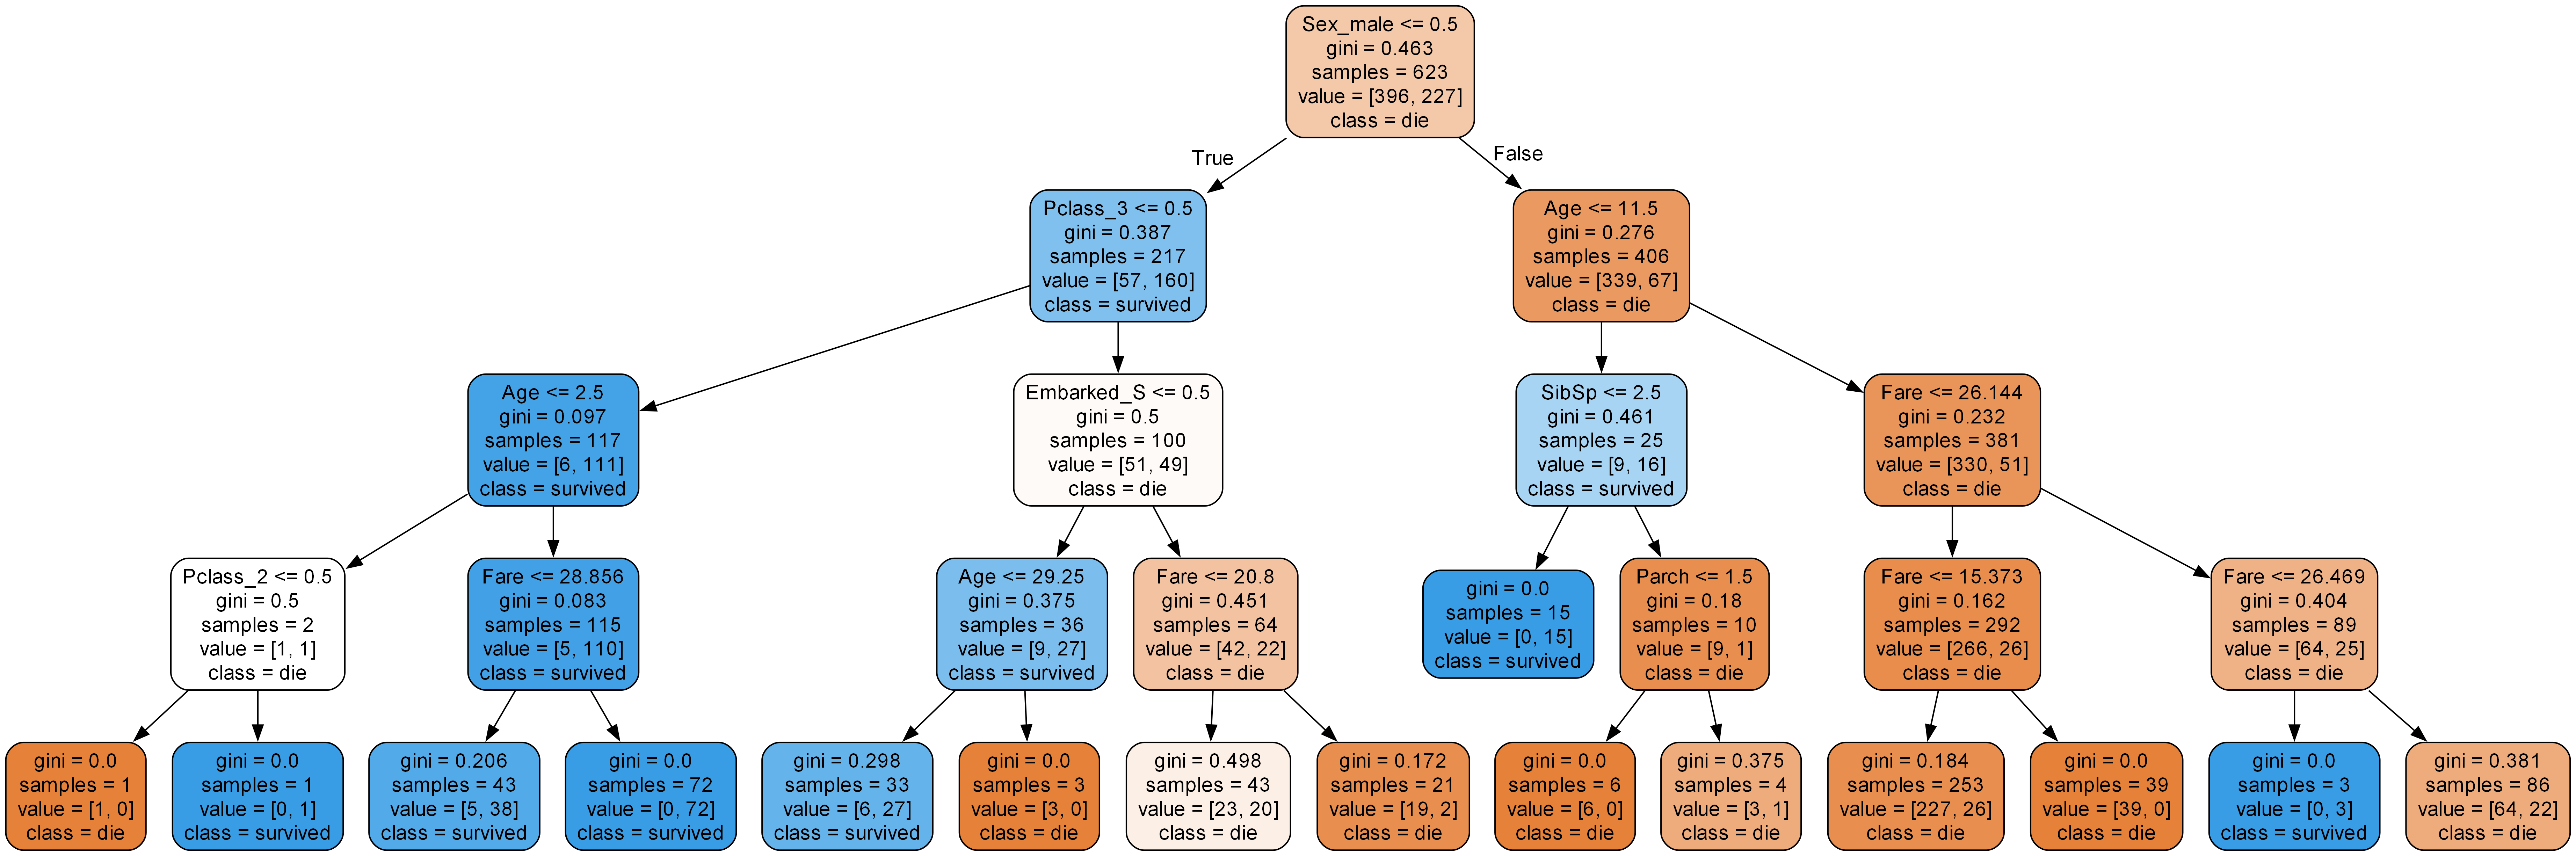 Sex_male <= 0.5
gini = 0.463
samples = 623
value = [396, 227]
class = die
True
False
Pclass_3 <= 0.5
gini = 0.387
samples = 217
value = [57, 160]
class = survived
Age <= 11.5
gini = 0.276
samples = 406
value = [339, 67]
class = die
Age <= 2.5
gini = 0.097
samples = 117
value = [6, 111]
class = survived
Embarked_S <= 0.5
gini = 0.5
samples = 100
value = [51, 49]
class = die
SibSp <= 2.5
gini = 0.461
samples = 25
value = [9, 16]
class = survived
Fare <= 26.144
gini = 0.232
samples = 381
value = [330, 51]
class = die
Pclass_2 <= 0.5
gini = 0.5
samples = 2
value = [1, 1]
class = die
Fare <= 28.856
gini = 0.083
samples = 115
value = [5, 110]
class = survived
Age <= 29.25
gini = 0.375
samples = 36
value = [9, 27]
class = survived
Fare <= 20.8
gini = 0.451
samples = 64
value = [42, 22]
class = die
gini = 0.0
samples = 15
value = [0, 15]
class = survived
Parch <= 1.5
gini = 0.18
samples = 10
value = [9, 1]
class = die
Fare <= 15.373
gini = 0.162
samples = 292
value = [266, 26]
class = die
Fare <= 26.469
gini = 0.404
samples = 89
value = [64, 25]
class = die
gini = 0.0
samples = 1
value = [1, 0]
class = die
gini = 0.0
samples = 1
value = [0, 1]
class = survived
gini = 0.206
samples = 43
value = [5, 38]
class = survived
gini = 0.0
samples = 72
value = [0, 72]
class = survived
gini = 0.298
samples = 33
value = [6, 27]
class = survived
gini = 0.0
samples = 3
value = [3, 0]
class = die
gini = 0.498
samples = 43
value = [23, 20]
class = die
gini = 0.172
samples = 21
value = [19, 2]
class = die
gini = 0.0
samples = 6
value = [6, 0]
class = die
gini = 0.375
samples = 4
value = [3, 1]
class = die
gini = 0.184
samples = 253
value = [227, 26]
class = die
gini = 0.0
samples = 39
value = [39, 0]
class = die
gini = 0.0
samples = 3
value = [0, 3]
class = survived
gini = 0.381
samples = 86
value = [64, 22]
class = die